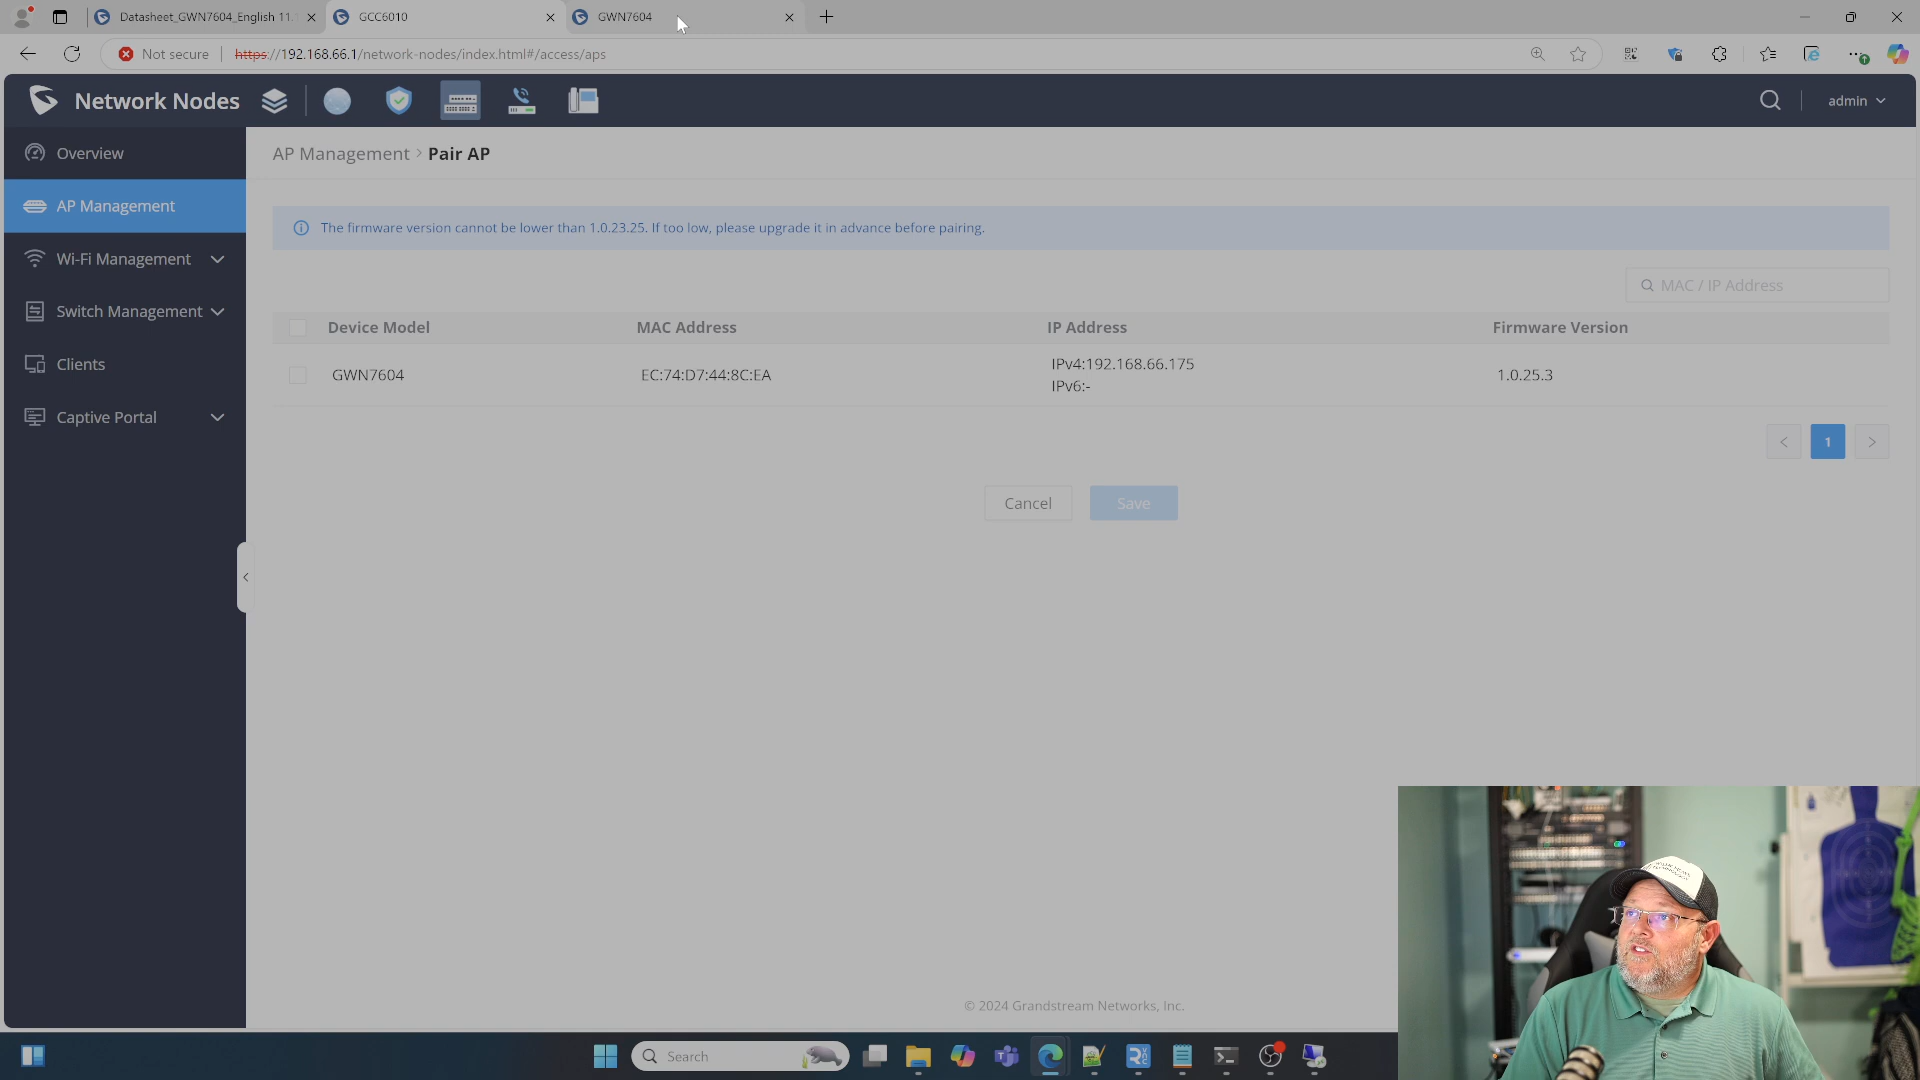 Datasheet_GWN7604_English 11.
GCC6010
GWN7604
Not secure
https://192.168.66.1/network-nodes/index.html#/access/aps
Network Nodes
admin
Overview
AP Management
Wi-Fi Management
Switch Management
Clients
Captive Portal
AP Management > Pair AP
The firmware version cannot be lower than 1.0.23.25. If too low, please upgrade it in advance before pairing.
MAC / IP Address
Device Model MAC Address IP Address Firmware Version
GWN7604 EC:74:D7:44:8C:EA IPv4:192.168.66.175 1.0.25.3
IPv6:-
< 1 >
Cancel Save
© 2024 Grandstream Networks, Inc.
Search